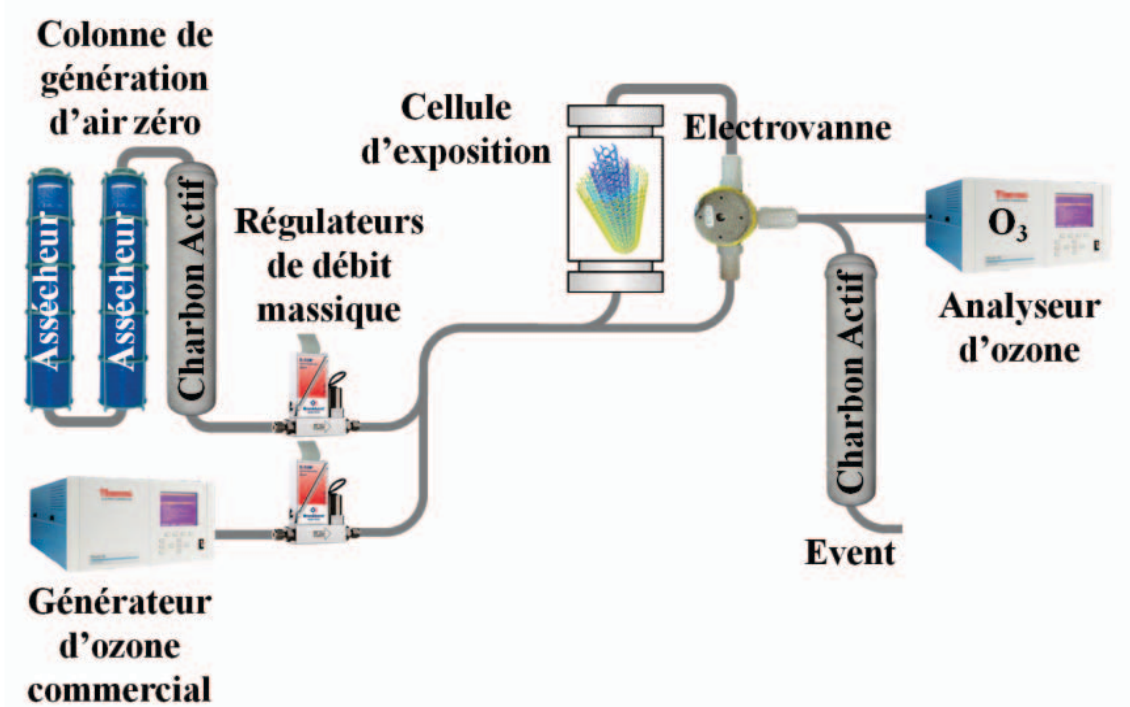 Colonne de
génération
d'air zéro
Assécheur
Assécheur
Charbon Actif
Régulateurs
de débit
massique
Cellule
d'exposition
Electrovanne
O3
Analyseur
d'ozone
Charbon Actif
Event
Générateur
d'ozone
commercial